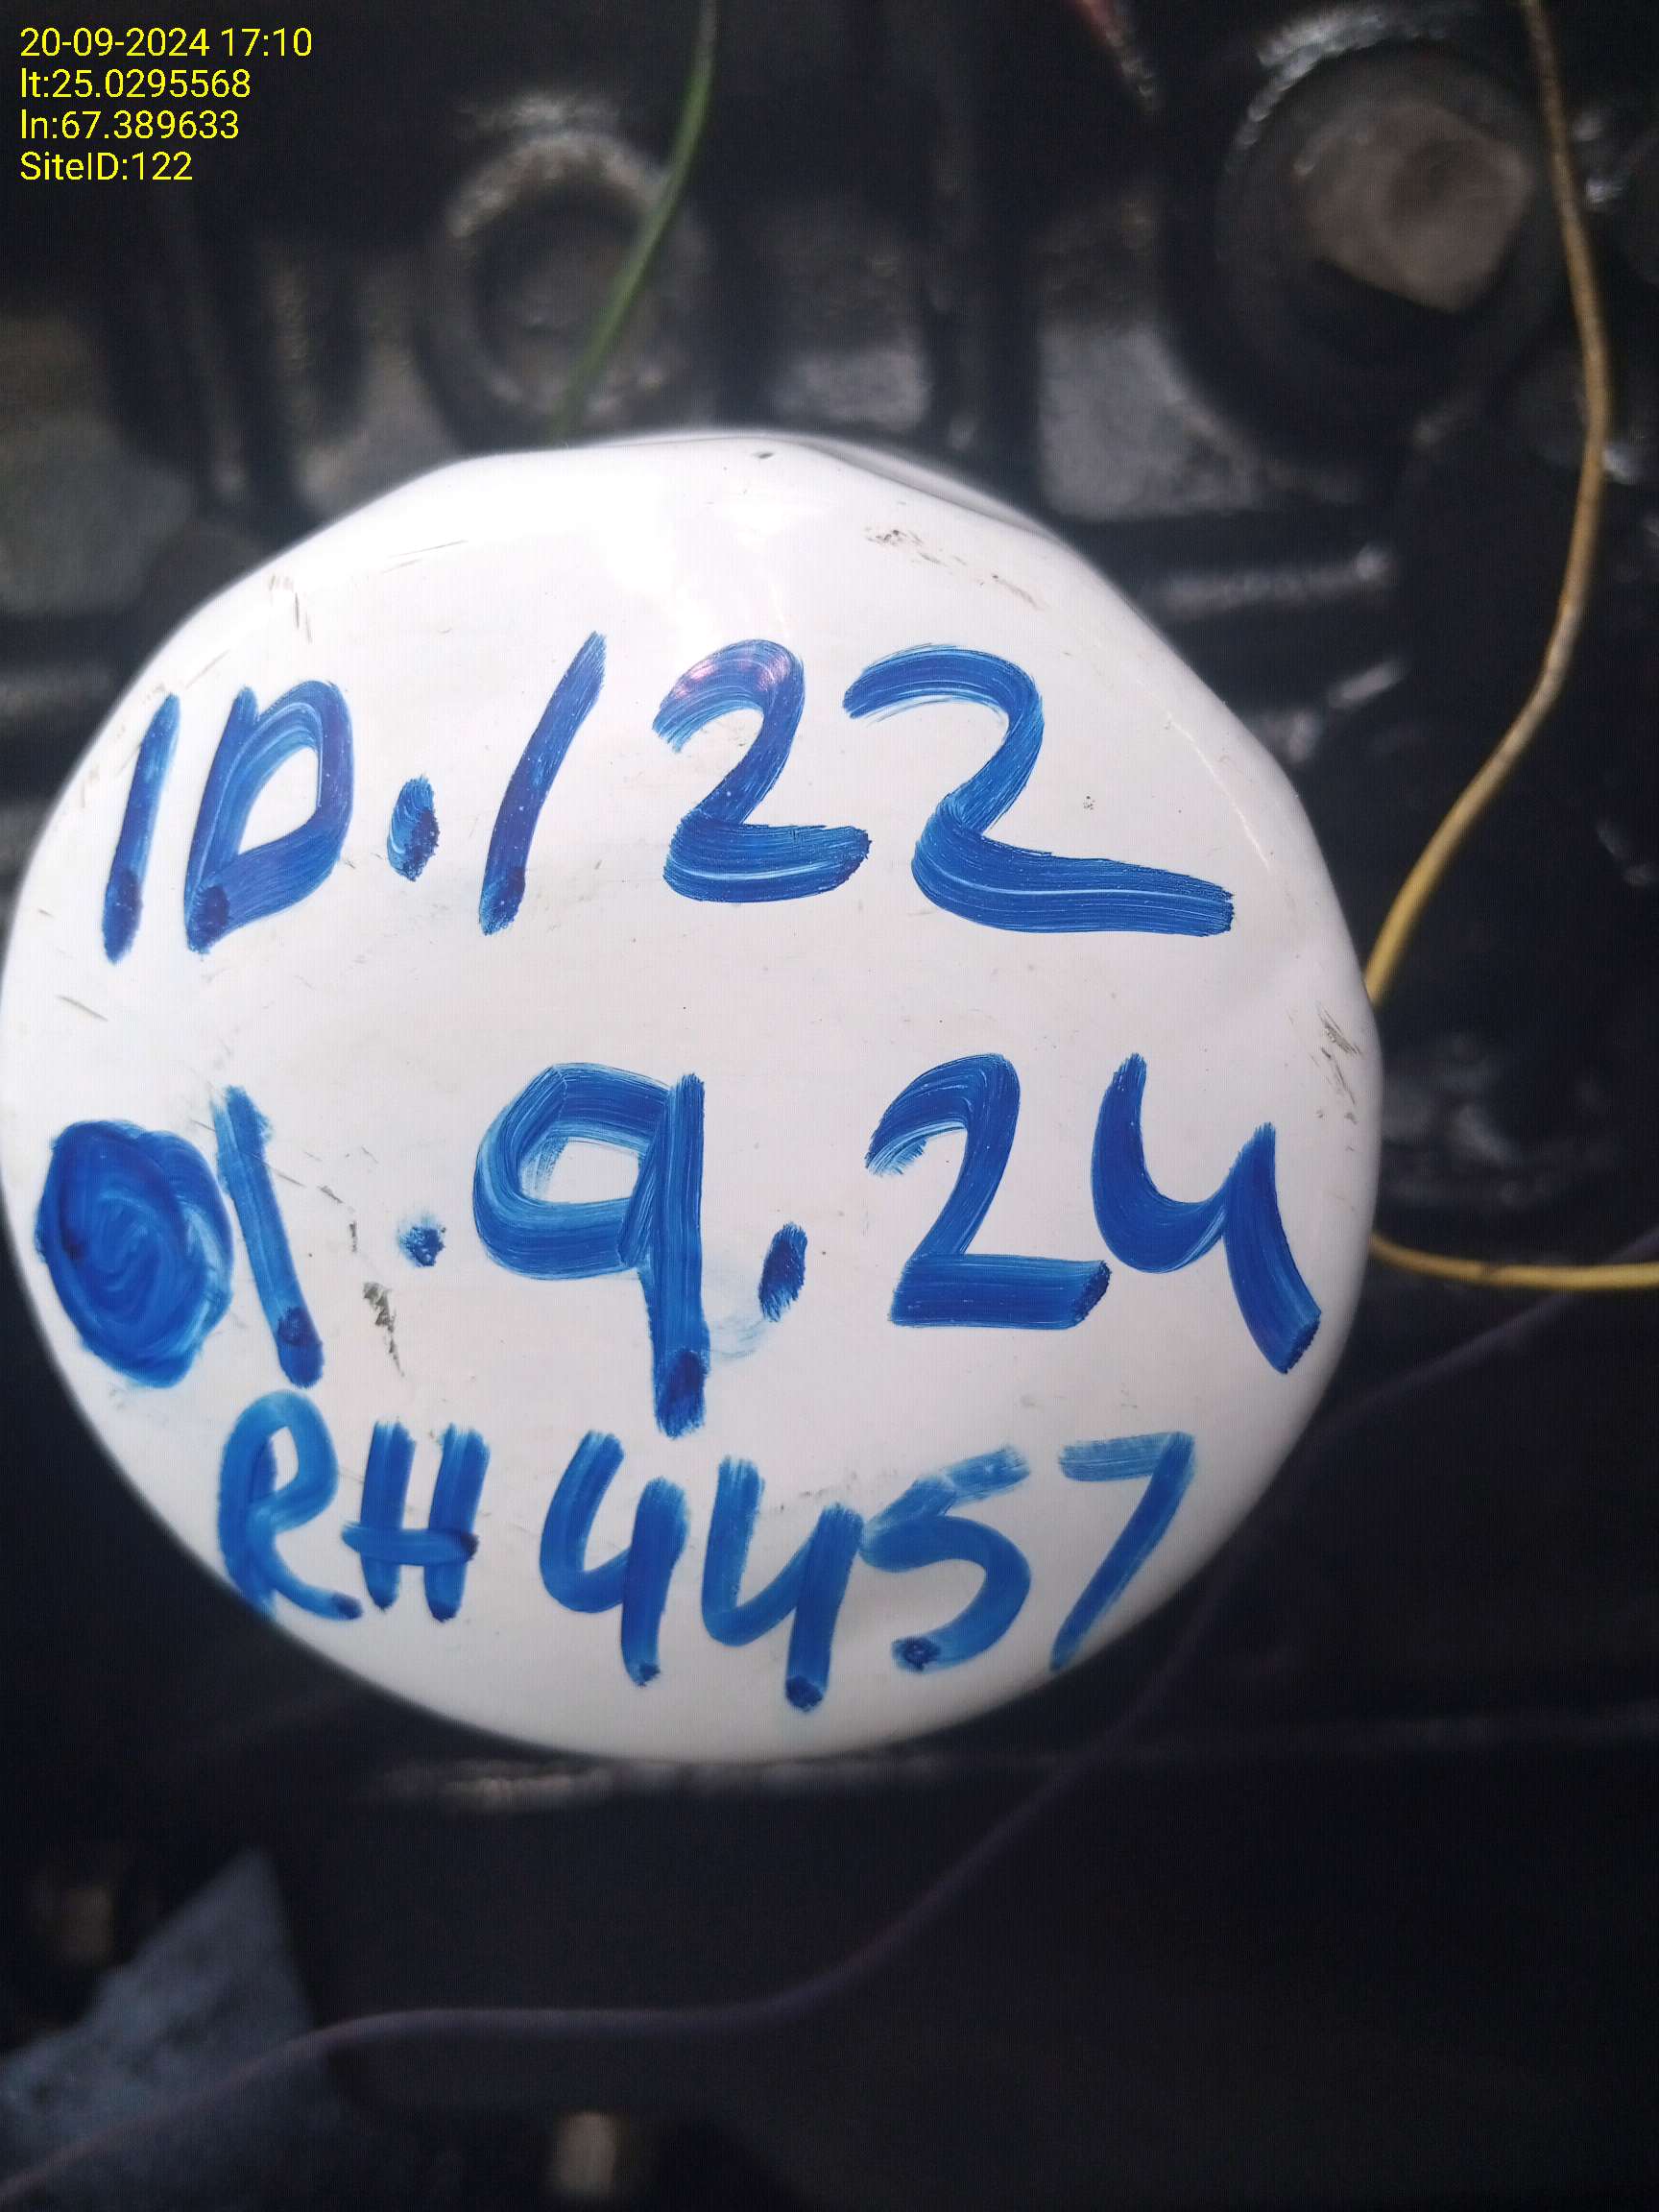 20-09-2024 17:10
lt:25.0295568
ln:67.389633
SiteID:122
ID.122
01.9.24
RH4457